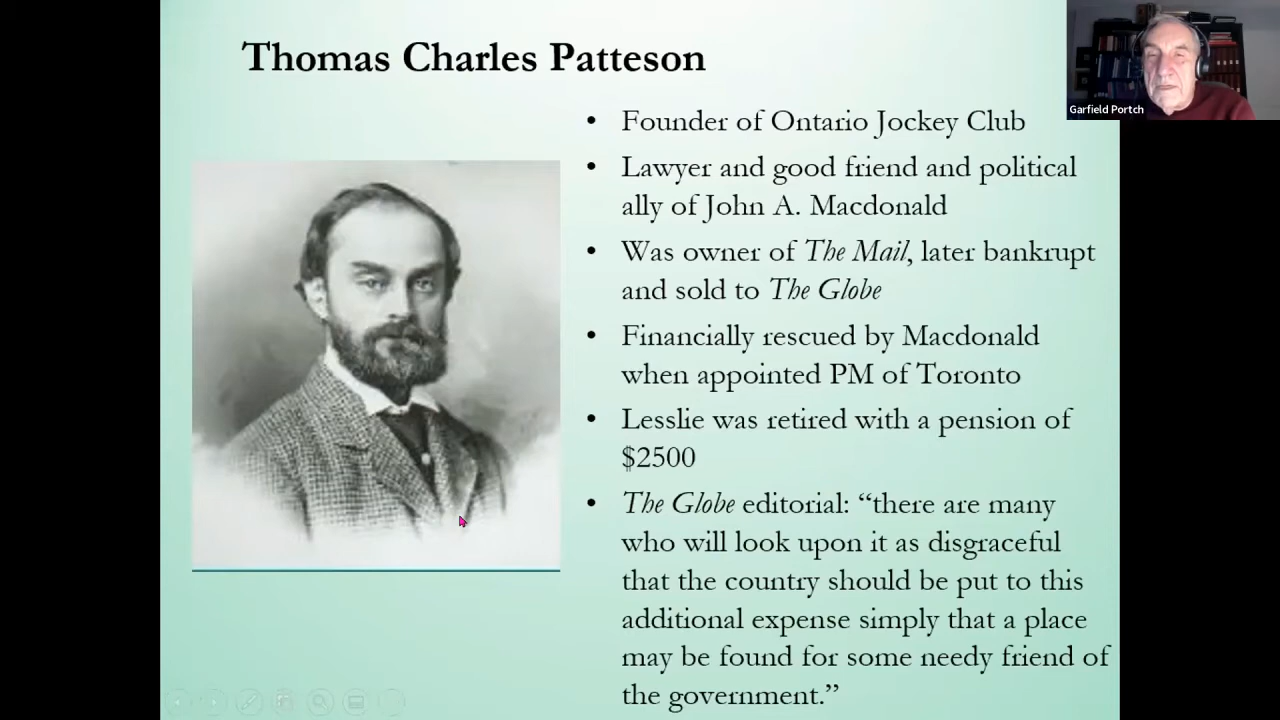 Thomas Charles Patteson
Garfield Portch
• Founder of Ontario Jockey Club
• Lawyer and good friend and political
ally of John A. Macdonald
• Was owner of The Mail, later bankrupt
and sold to The Globe
• Financially rescued by Macdonald
when appointed PM of Toronto
• Lesslie was retired with a pension of
$2500
• The Globe editorial: “there are many
who will look upon it as disgraceful
that the country should be put to this
additional expense simply that a place
may be found for some needy friend of
the government.”